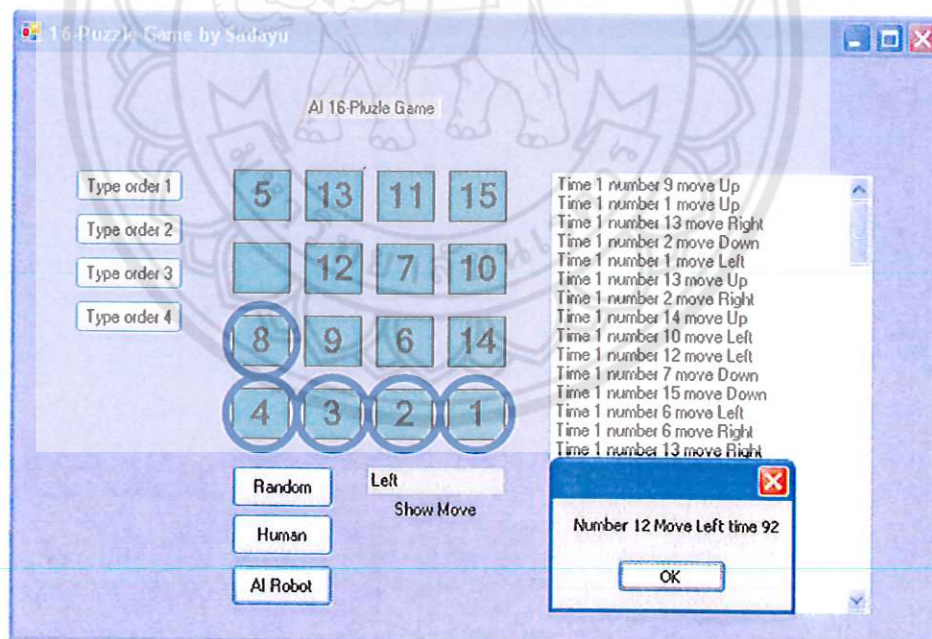 16-Puzzle-Game by Sadayu
AI 16-Pluzle Game
Type order 1
Type order 2
Type order 3
Type order 4
5 13 11 15
12 7 10
8 9 6 14
4 3 2 1
Random
Human
AI Robot
Left
Show Move
Time 1 number 9 move Up
Time 1 number 1 move Up
Time 1 number 13 move Right
Time 1 number 2 move Down
Time 1 number 1 move Left
Time 1 number 13 move Up
Time 1 number 2 move Right
Time 1 number 14 move Up
Time 1 number 10 move Left
Time 1 number 12 move Left
Time 1 number 7 move Down
Time 1 number 15 move Down
Time 1 number 6 move Left
Time 1 number 6 move Right
Time 1 number 13 move Right
Number 12 Move Left time 92
OK